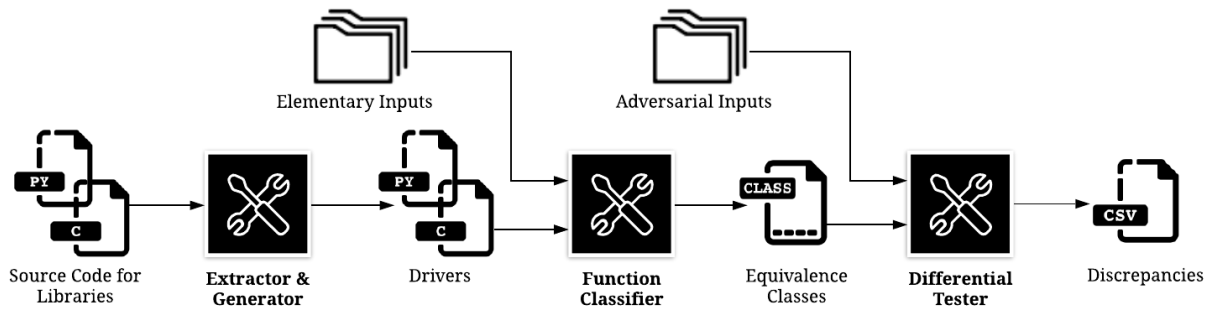 Elementary Inputs
Adversarial Inputs
PY
C
PY
C
CLASS
CSV
Source Code for
Libraries
Extractor &
Generator
Drivers
Function
Classifier
Equivalence
Classes
Differential
Tester
Discrepancies